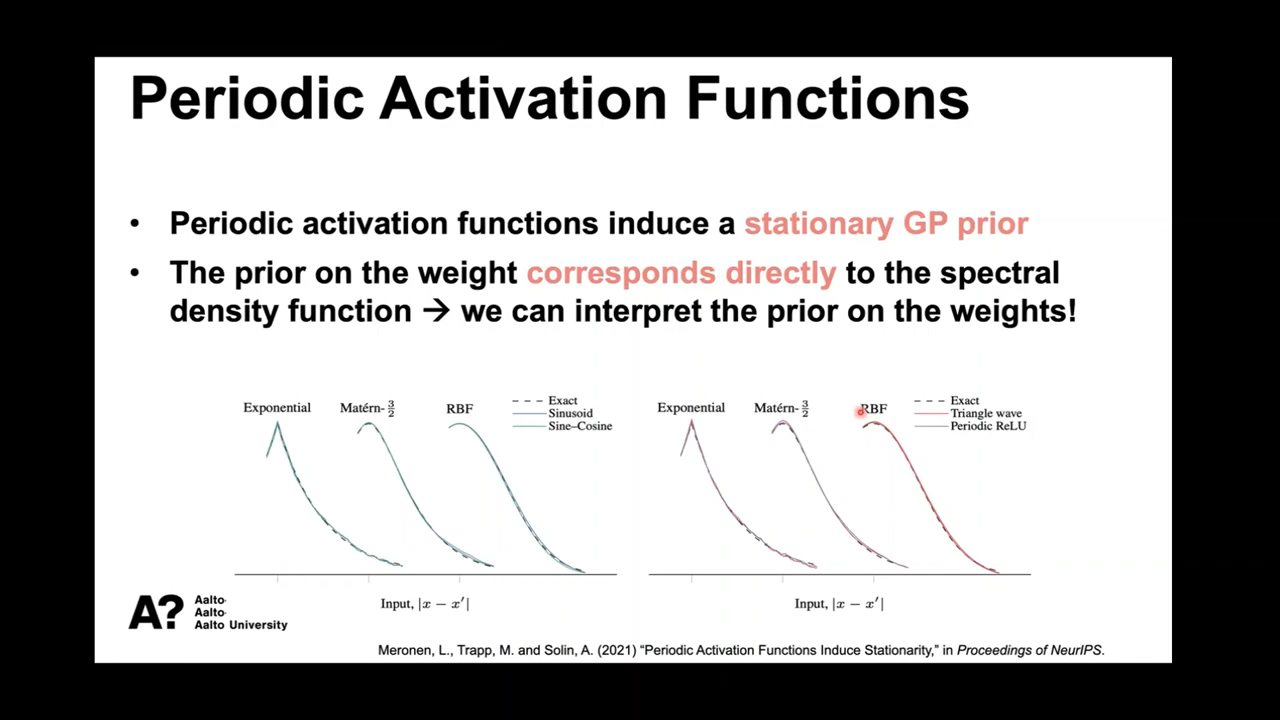 Periodic Activation Functions
• Periodic activation functions induce a stationary GP prior
• The prior on the weight corresponds directly to the spectral
density function → we can interpret the prior on the weights!
Exponential
Matérn-3/2
RBF
Exact
Sinusoid
Sine–Cosine
Input, |x − x′|
Exponential
Matérn-3/2
RBF
Exact
Triangle wave
Periodic ReLU
Input, |x − x′|
A?
Aalto-
Aalto-
Aalto University
Meronen, L., Trapp, M. and Solin, A. (2021) “Periodic Activation Functions Induce Stationarity,” in Proceedings of NeurIPS.